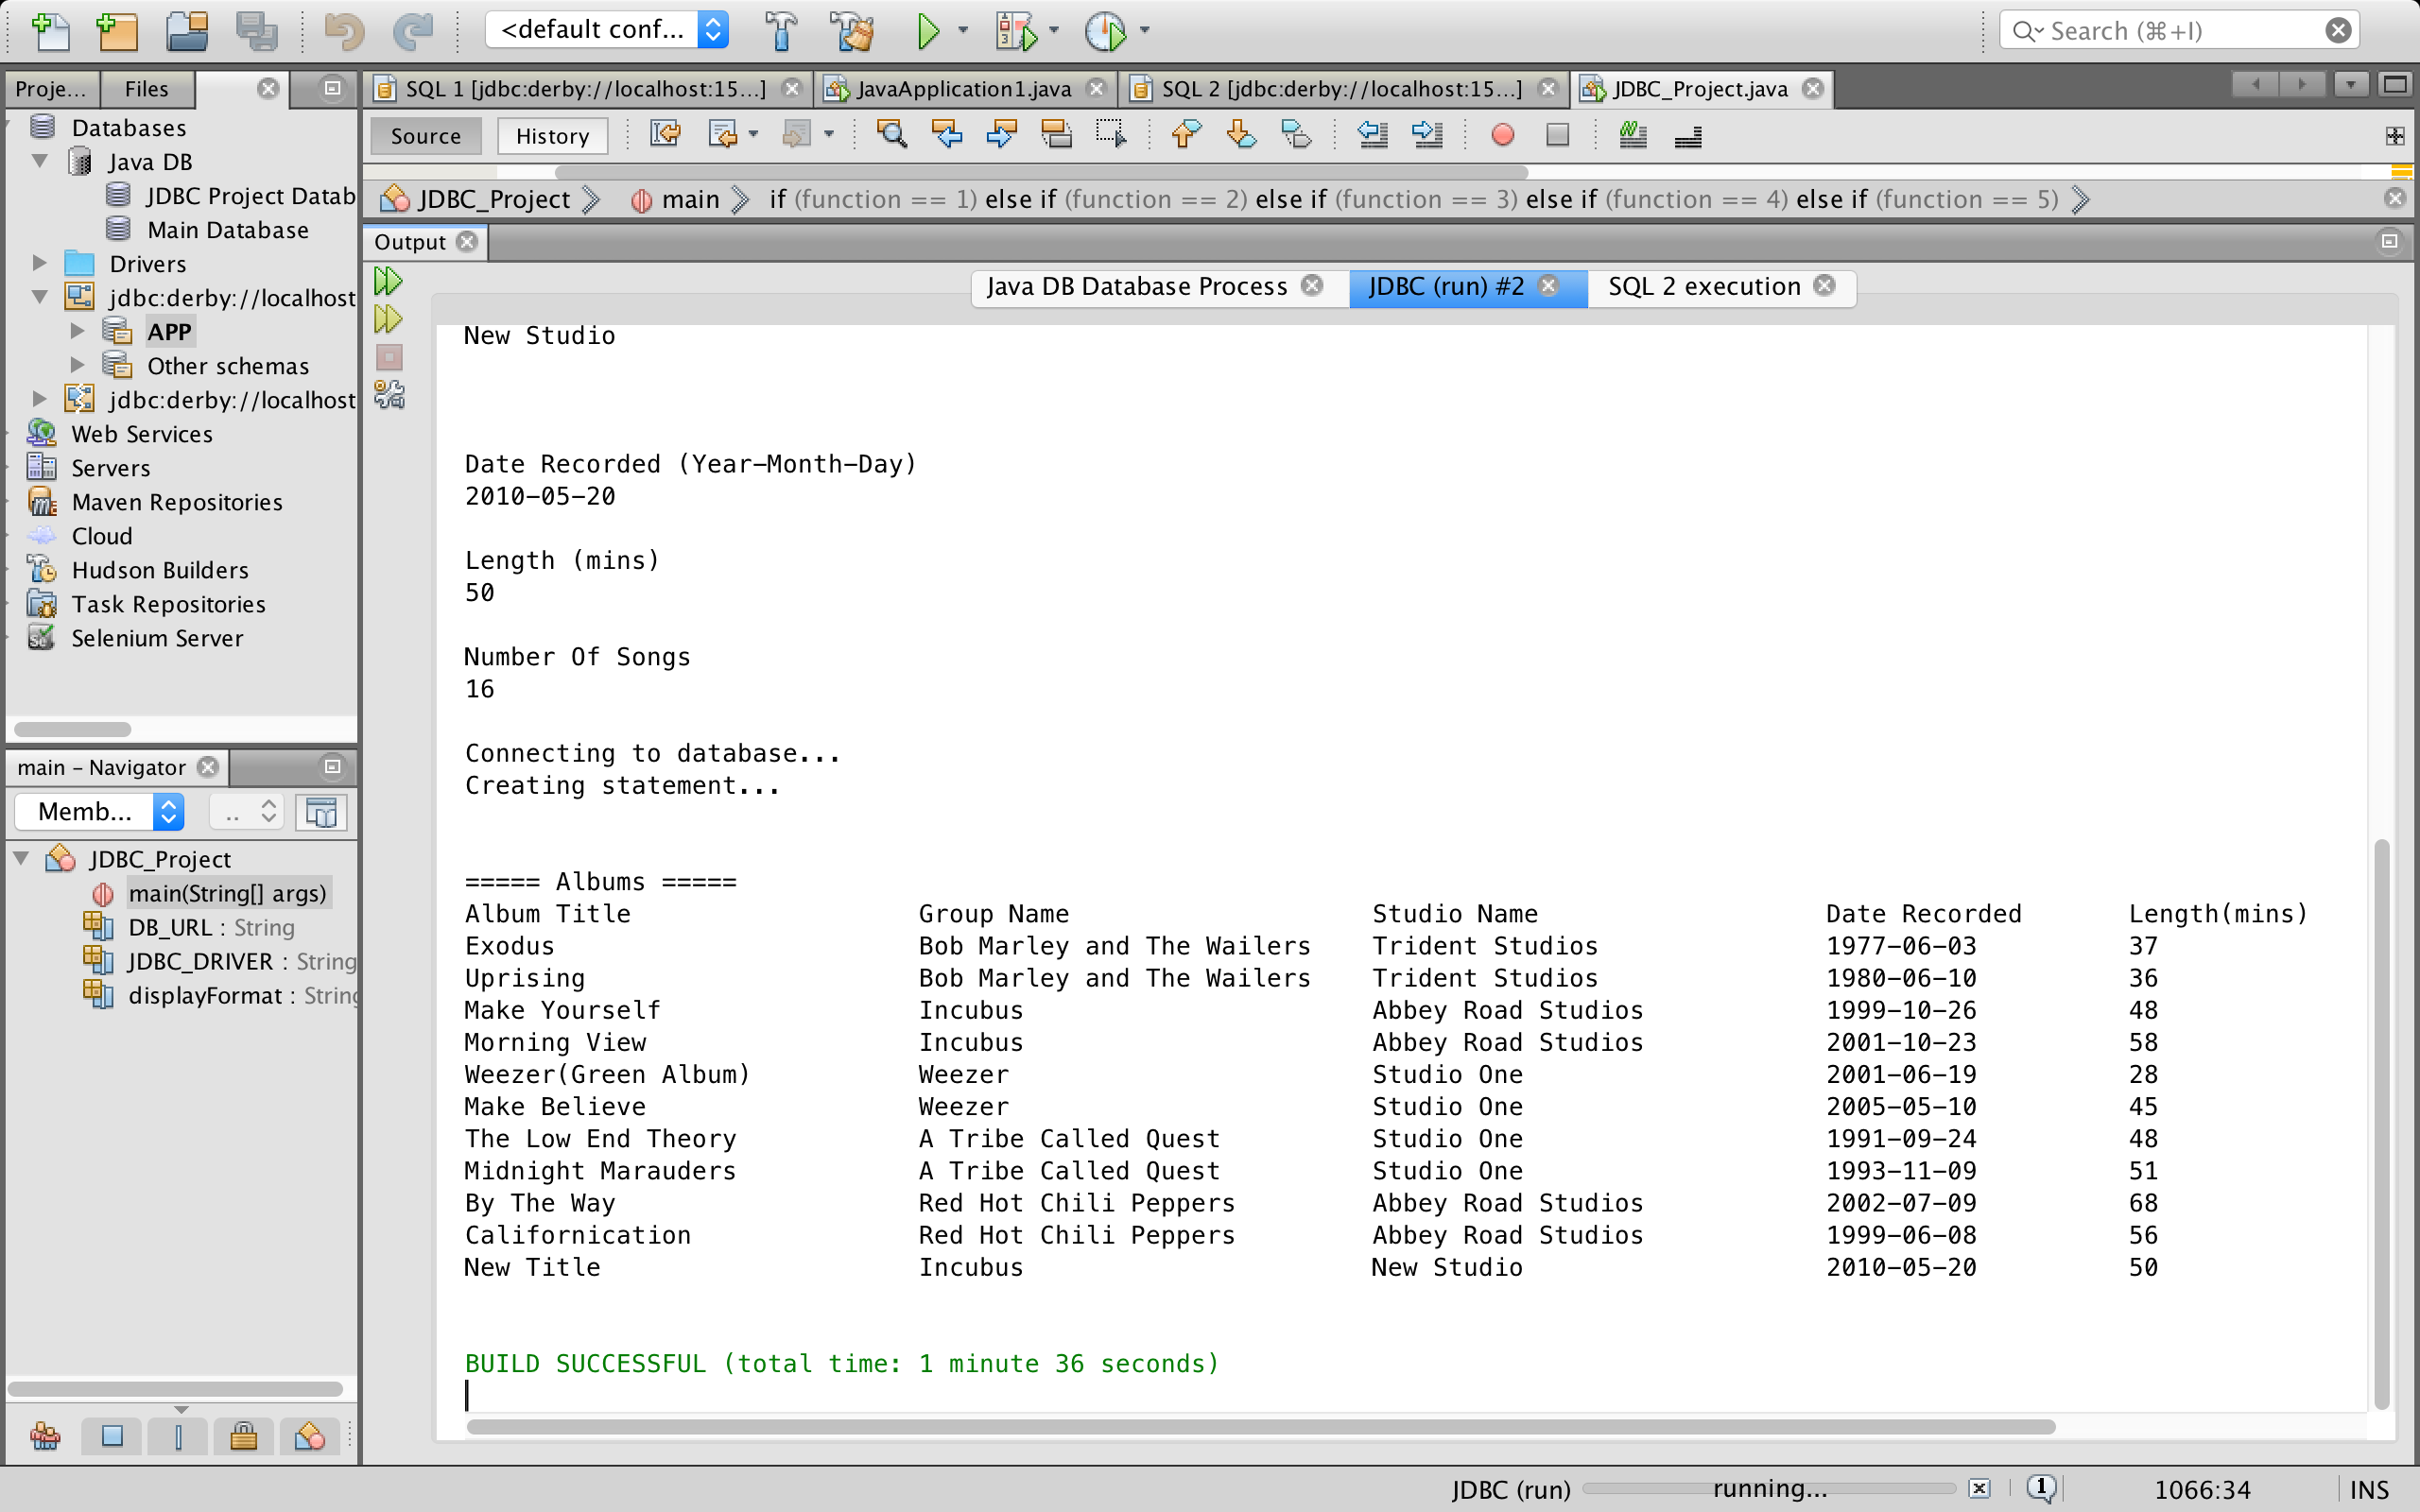 <default conf...
Search (⌘+I)
Proje...
Files
SQL 1 [jdbc:derby://localhost:15...]
JavaApplication1.java
SQL 2 [jdbc:derby://localhost:15...]
JDBC_Project.java
Source
History
JDBC_Project
main
if (function == 1) else if (function == 2) else if (function == 3) else if (function == 4) else if (function == 5)
Databases
Java DB
JDBC Project Datab
Main Database
Drivers
jdbc:derby://localhost
APP
Other schemas
jdbc:derby://localhost
Web Services
Servers
Maven Repositories
Cloud
Hudson Builders
Task Repositories
Selenium Server
main - Navigator
Memb...
..
JDBC_Project
main(String[] args)
DB_URL : String
JDBC_DRIVER : String
displayFormat : String
Output
Java DB Database Process
JDBC (run) #2
SQL 2 execution
New Studio
Date Recorded (Year-Month-Day)
2010-05-20
Length (mins)
50
Number Of Songs
16
Connecting to database...
Creating statement...
===== Albums =====
Album Title Group Name Studio Name Date Recorded Length(mins)
Exodus Bob Marley and The Wailers Trident Studios 1977-06-03 37
Uprising Bob Marley and The Wailers Trident Studios 1980-06-10 36
Make Yourself Incubus Abbey Road Studios 1999-10-26 48
Morning View Incubus Abbey Road Studios 2001-10-23 58
Weezer(Green Album) Weezer Studio One 2001-06-19 28
Make Believe Weezer Studio One 2005-05-10 45
The Low End Theory A Tribe Called Quest Studio One 1991-09-24 48
Midnight Marauders A Tribe Called Quest Studio One 1993-11-09 51
By The Way Red Hot Chili Peppers Abbey Road Studios 2002-07-09 68
Californication Red Hot Chili Peppers Abbey Road Studios 1999-06-08 56
New Title Incubus New Studio 2010-05-20 50
BUILD SUCCESSFUL (total time: 1 minute 36 seconds)
JDBC (run)
running...
1
1066:34
INS